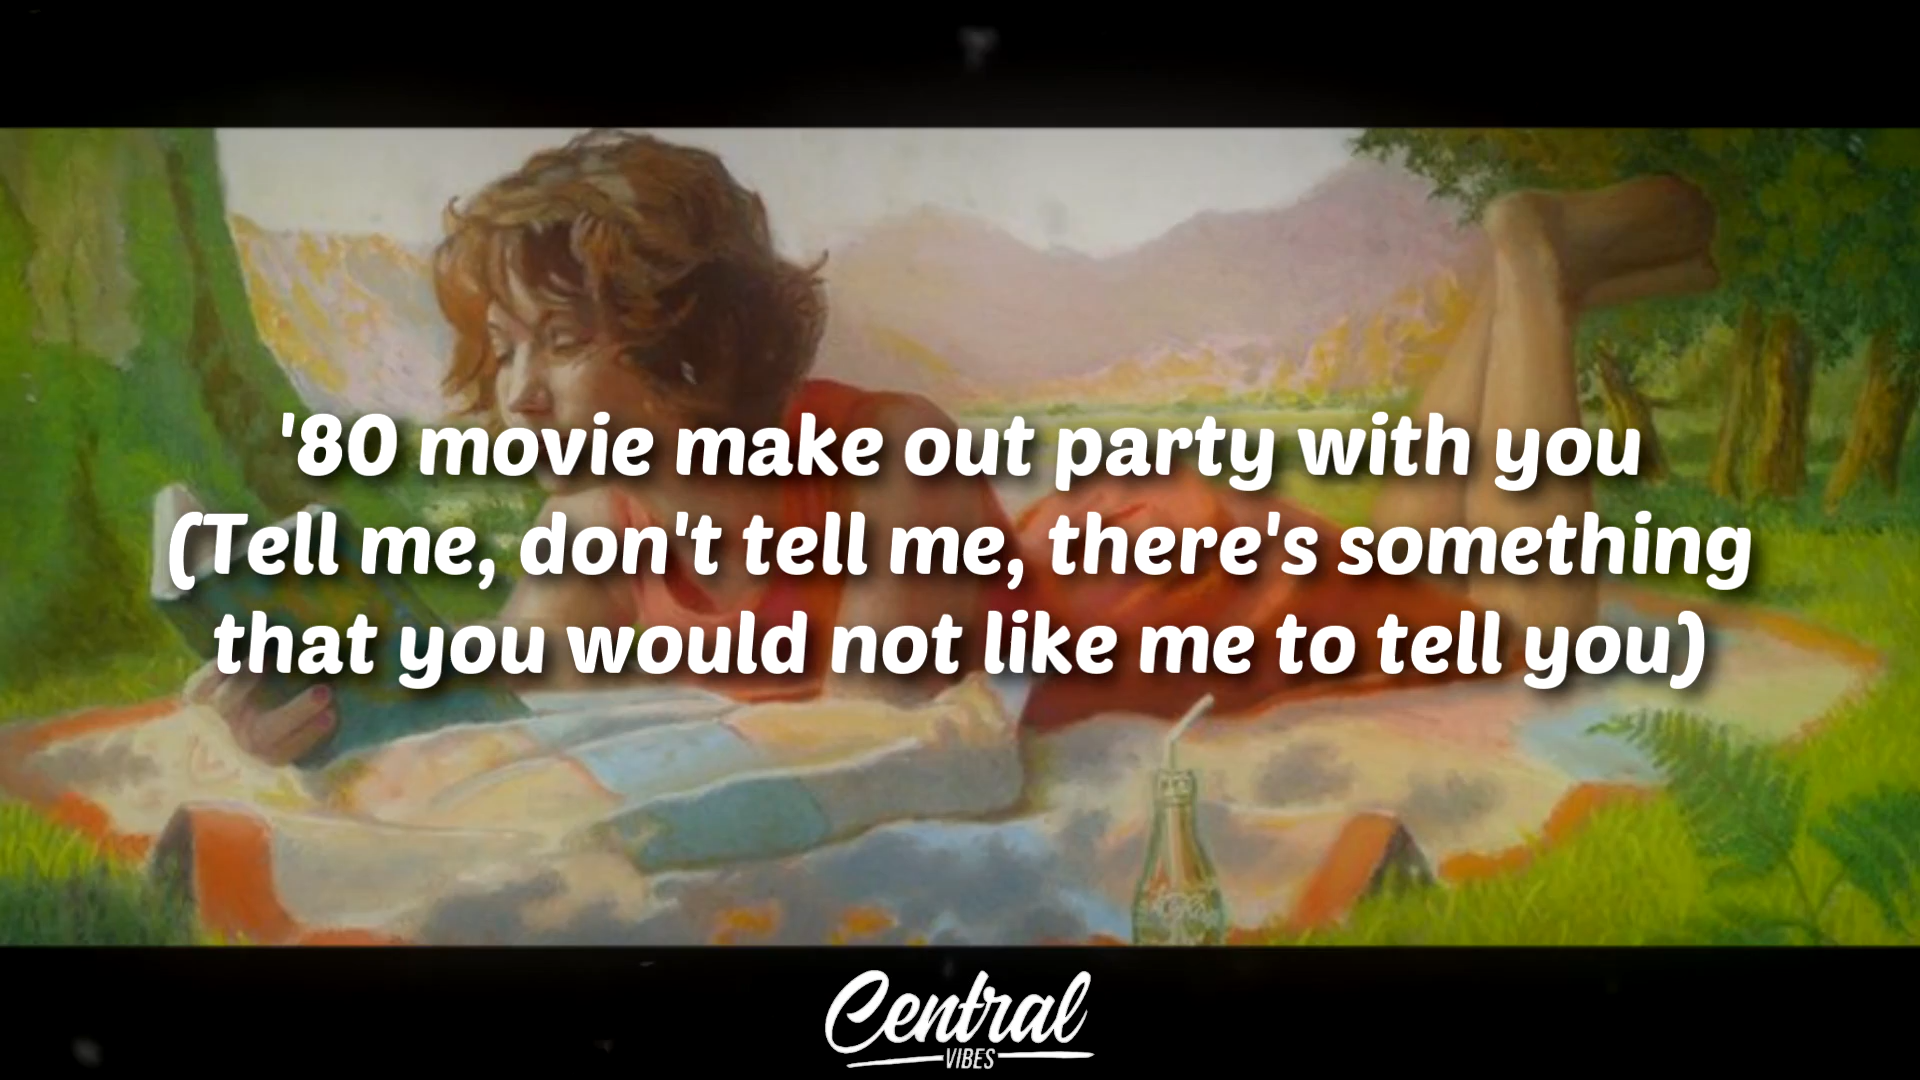 '80 movie make out party with you
(Tell me, don't tell me, there's something
that you would not like me to tell you)
Central
VIBES